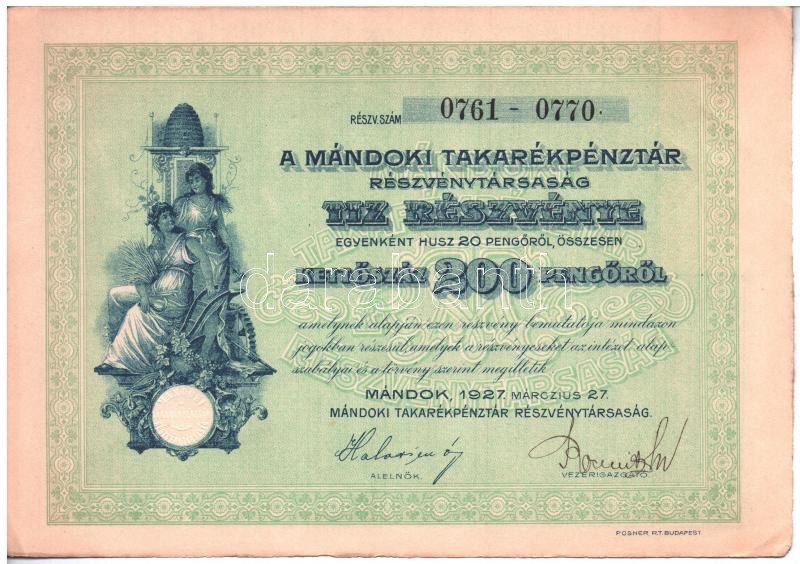 RÉSZV. SZÁM 0761 - 0770.
A MÁNDOKI TAKARÉKPÉNZTÁR
RÉSZVÉNYTÁRSASÁG
TIZ RÉSZVÉNYE
EGYENKÉNT HUSZ 20 PENGŐRŐL, ÖSSZESEN
KETTŐSZÁZ 200 PENGŐRŐL
amelynek alapján ezen részvény bemutatója mindazon
jogokban részesül, amelyek a részvényeseket az intézet alap-
szabályai és a törvény szerint megilletik.
MÁNDOK, 1927. MÁRCZIUS 27.
MÁNDOKI TAKARÉKPÉNZTÁR RÉSZVÉNYTÁRSASÁG.
ALELNÖK.
VEZÉRIGAZGATÓ.
POSNER R.T. BUDAPEST.